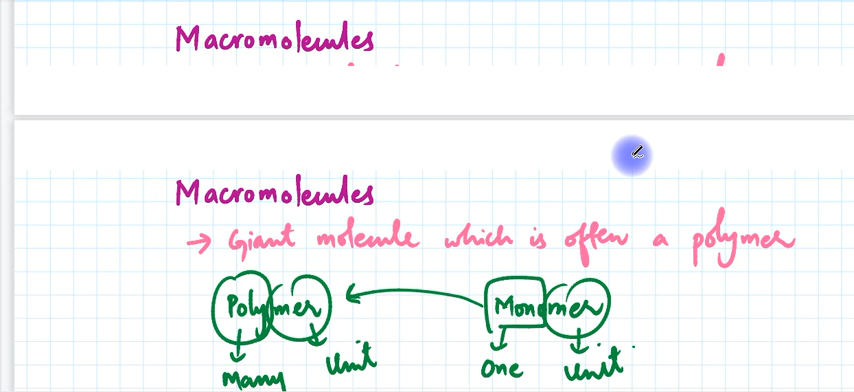 Macromolecules
Macromolecules
→ Giant molecule which is often a polymer
Polymer ← Monomer
Many Unit One Unit